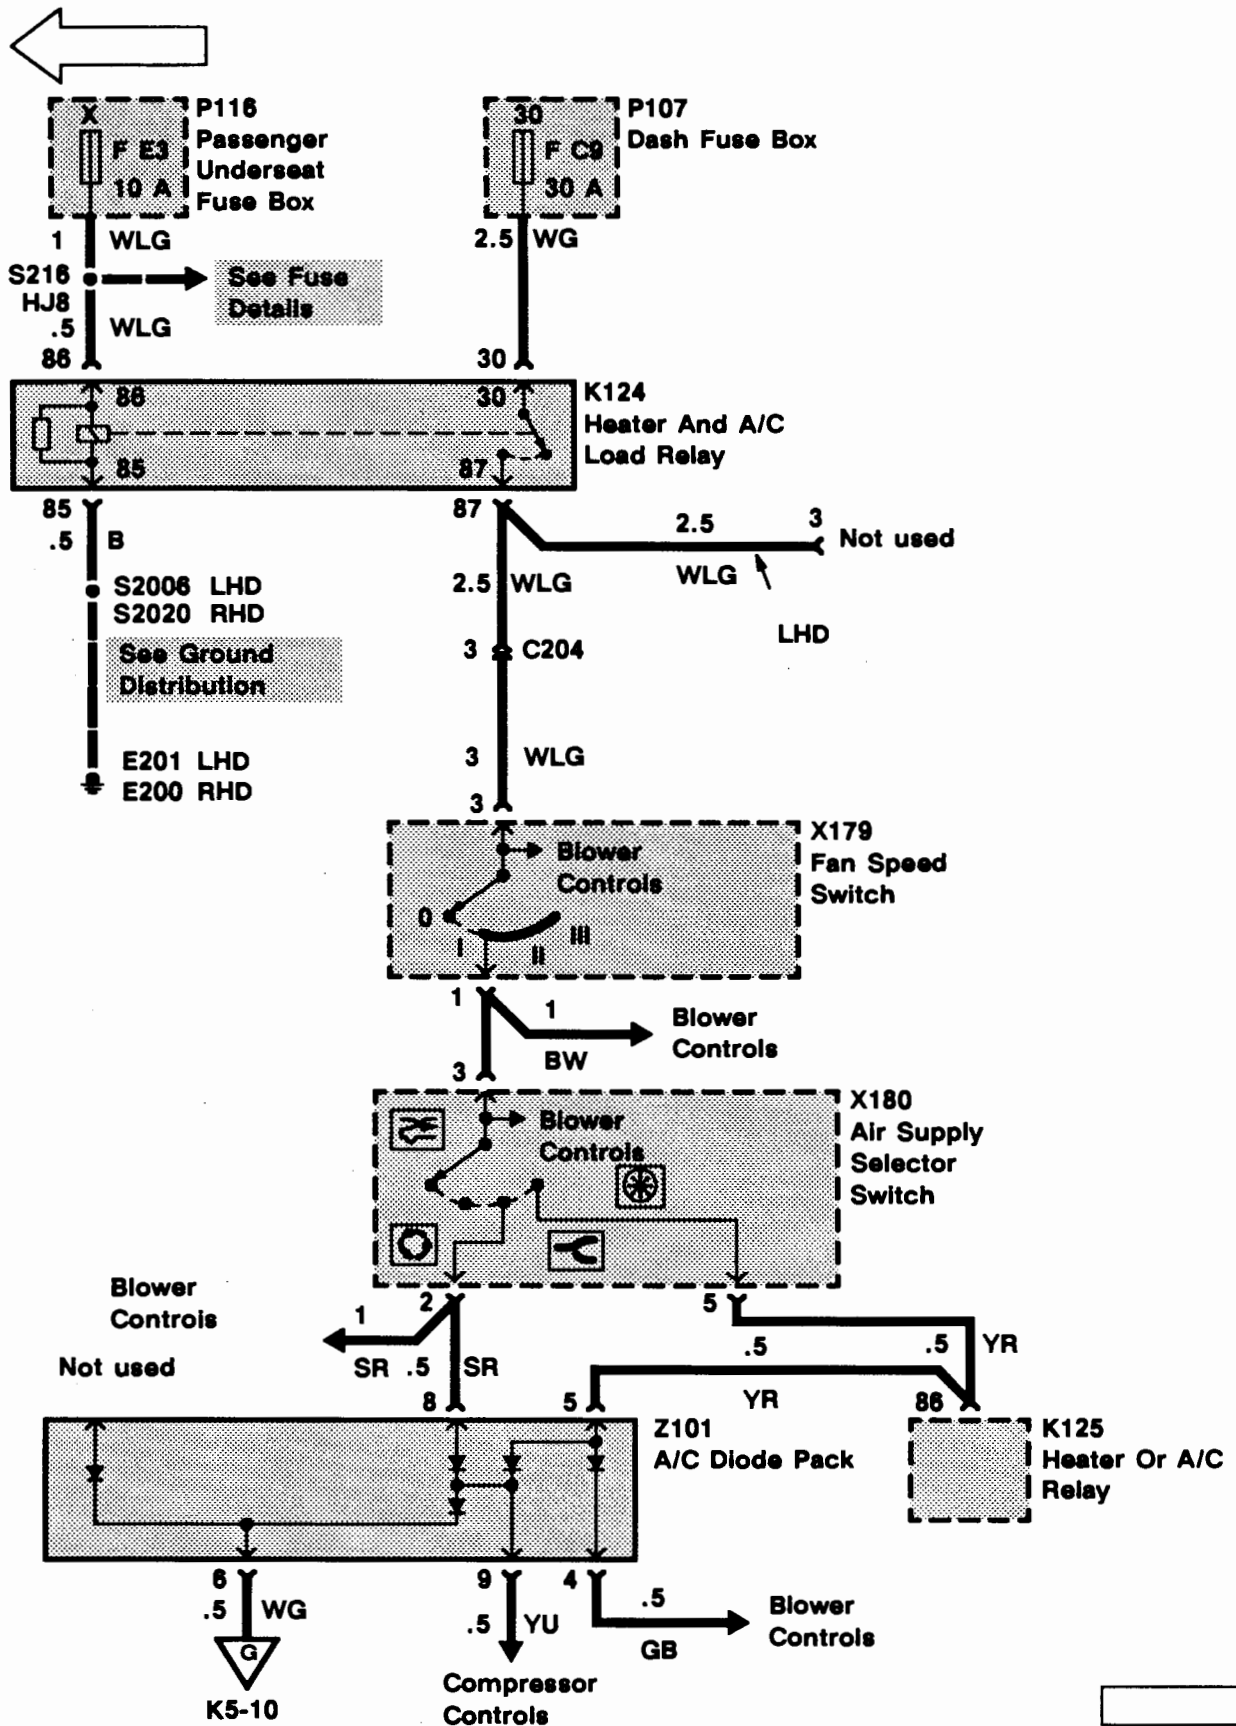 X
F E3
10 A
P116
Passenger
Underseat
Fuse Box
30
F C9
30 A
P107
Dash Fuse Box
1 WLG
2.5 WG
S216
HJ8
See Fuse
Details
.5 WLG
86
30
86
30
K124
Heater And A/C
Load Relay
85
87
85
87
.5 B
2.5
3
Not used
WLG
LHD
S2006 LHD
S2020 RHD
2.5 WLG
See Ground
Distribution
3 C204
E201 LHD
E200 RHD
3 WLG
3
X179
Fan Speed
Switch
Blower
Controls
0
I
II
III
1
1
BW
Blower
Controls
3
X180
Air Supply
Selector
Switch
Blower
Controls
2
5
Blower
Controis
1
SR
.5 SR
.5 YR
.5
YR
Not used
8
5
86
Z101
A/C Diode Pack
K125
Heater Or A/C
Relay
6
9
4
.5 WG
.5 YU
.5
GB
Blower
Controls
G
K5-10
Compressor
Controls